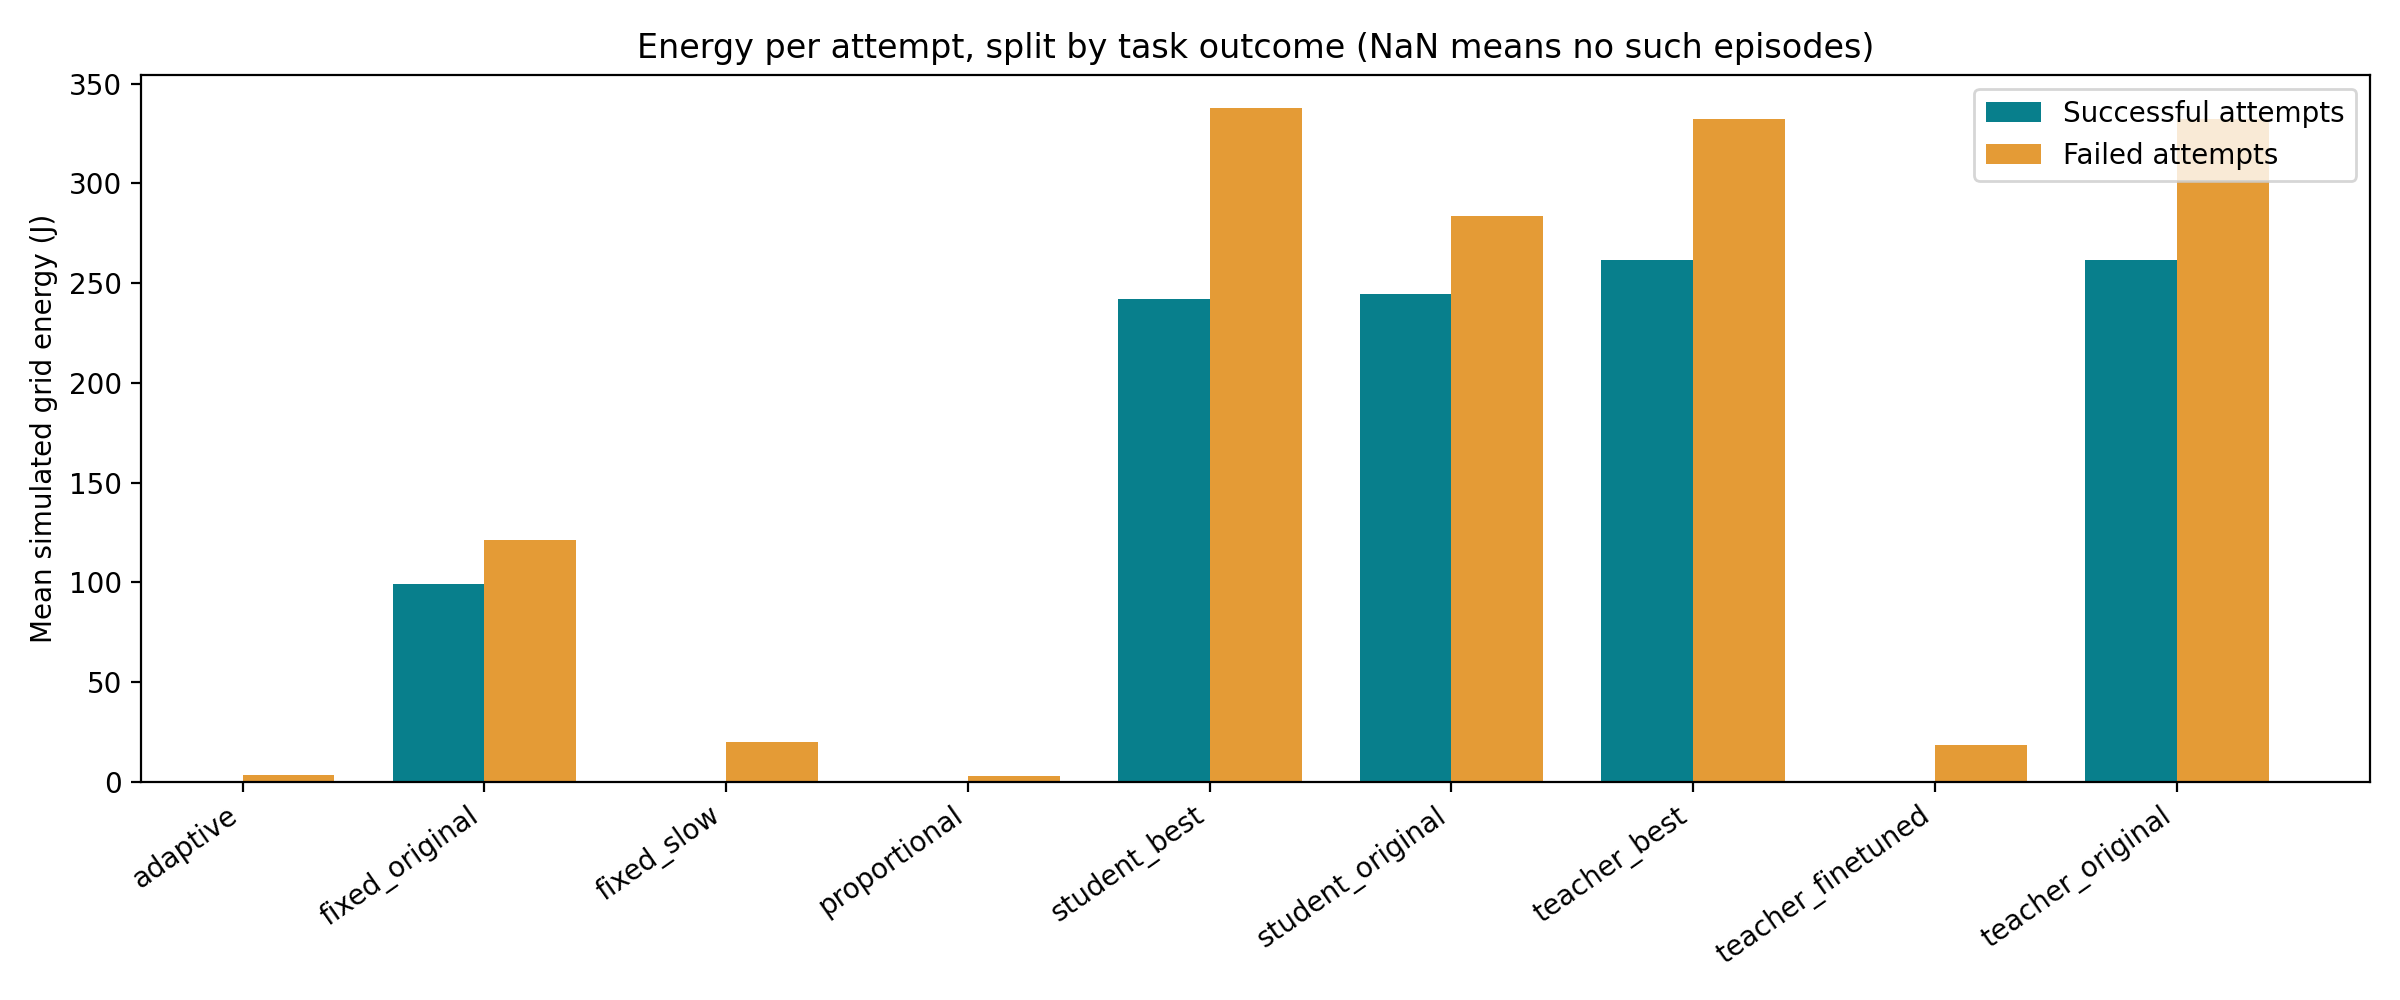 Energy per attempt, split by task outcome (NaN means no such episodes)
Successful attempts
Failed attempts
Mean simulated grid energy (J)
350
300
250
200
150
100
50
0
adaptive
fixed_original
fixed_slow
proportional
student_best
student_original
teacher_best
teacher_finetuned
teacher_original